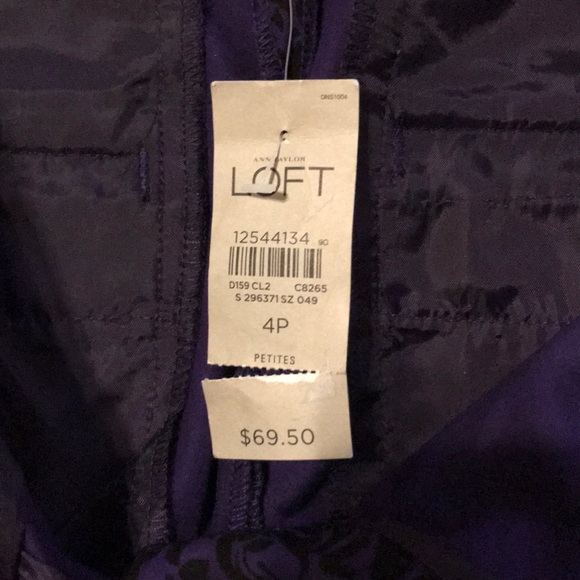 ANN TAYLOR
LOFT
12544134
D159 CL2 C8265
S 296371 SZ 049
4P
PETITES
$69.50